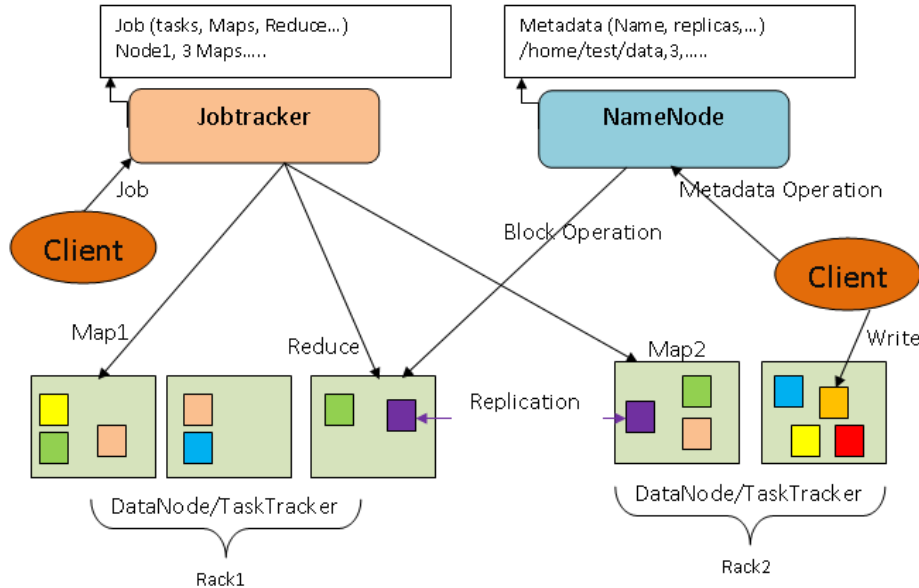 Job (tasks, Maps, Reduce...)
Node1, 3 Maps.....
Metadata (Name, replicas,...)
/home/test/data,3,.....
Jobtracker
NameNode
Job
Metadata Operation
Client
Block Operation
Client
Map1
Reduce
Map2
Write
Replication
DataNode/TaskTracker
DataNode/TaskTracker
Rack1
Rack2